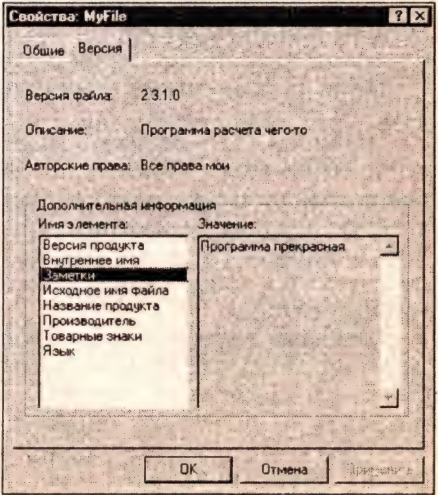 Свойства: MyFile
Общие Версия
Версия файла: 2.3.1.0
Описание: Программа расчета чего-то
Авторские права: Все права мои
Дополнительная информация
Имя элемента: Значение:
Версия продукта Программа прекрасная
Внутреннее имя
Заметки
Исходное имя файла
Название продукта
Производитель
Товарные знаки
Язык
OK Отмена Применить